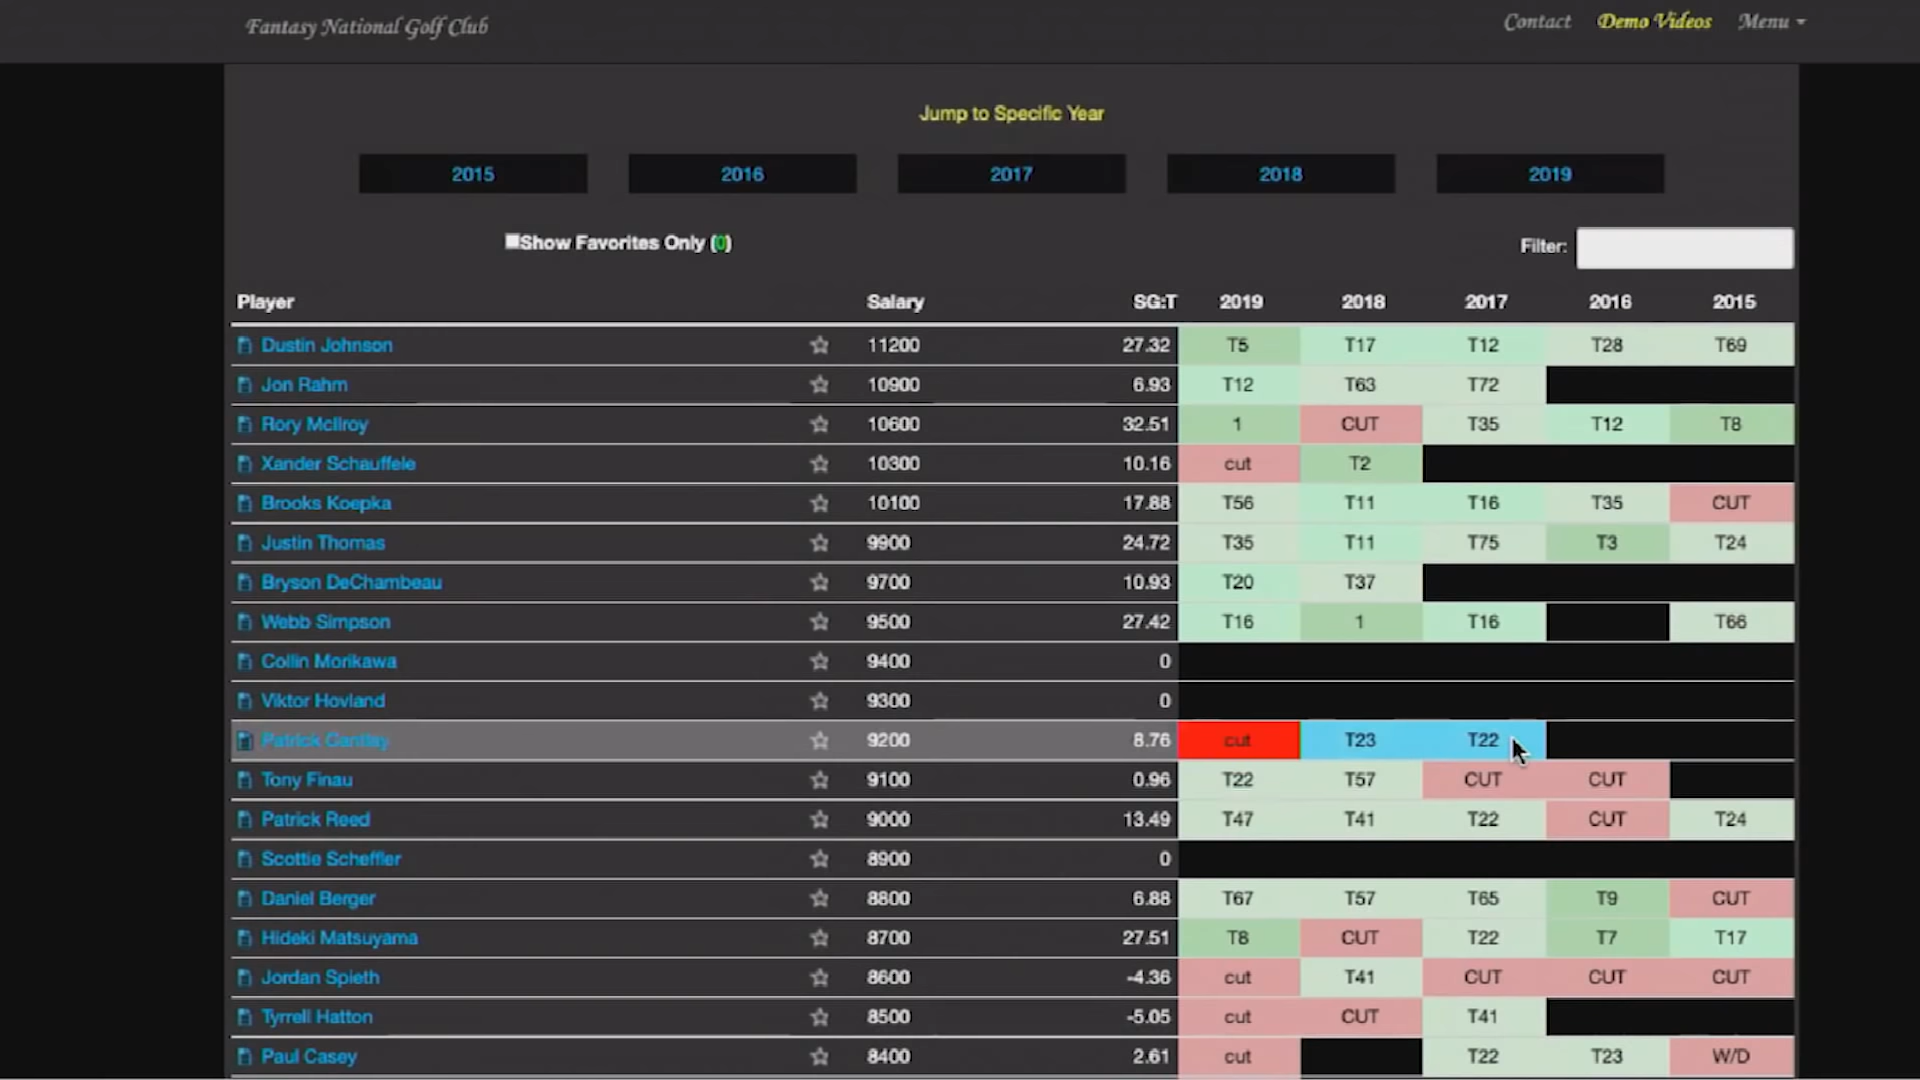 Fantasy National Golf Club
Contact Demo Videos Menu
Jump to Specific Year
2015 2016 2017 2018 2019
Show Favorites Only (0)
Filter:
Player Salary SG:T 2019 2018 2017 2016 2015
Dustin Johnson 11200 27.32 T5 T17 T12 T28 T69
Jon Rahm 10900 6.93 T12 T63 T72
Rory McIlroy 10600 32.51 1 CUT T35 T12 T8
Xander Schauffele 10300 10.16 cut T2
Brooks Koepka 10100 17.88 T56 T11 T16 T35 CUT
Justin Thomas 9900 24.72 T35 T11 T75 T3 T24
Bryson DeChambeau 9700 10.93 T20 T37
Webb Simpson 9500 27.42 T16 1 T16 T66
Collin Morikawa 9400 0
Viktor Hovland 9300 0
Patrick Cantlay 9200 8.76 cut T23 T22
Tony Finau 9100 0.96 T22 T57 CUT CUT
Patrick Reed 9000 13.49 T47 T41 T22 CUT T24
Scottie Scheffler 8900 0
Daniel Berger 8800 6.88 T67 T57 T65 T9 CUT
Hideki Matsuyama 8700 27.51 T8 CUT T22 T7 T17
Jordan Spieth 8600 -4.36 cut T41 CUT CUT CUT
Tyrrell Hatton 8500 -5.05 cut CUT T41
Paul Casey 8400 2.61 cut T22 T23 W/D